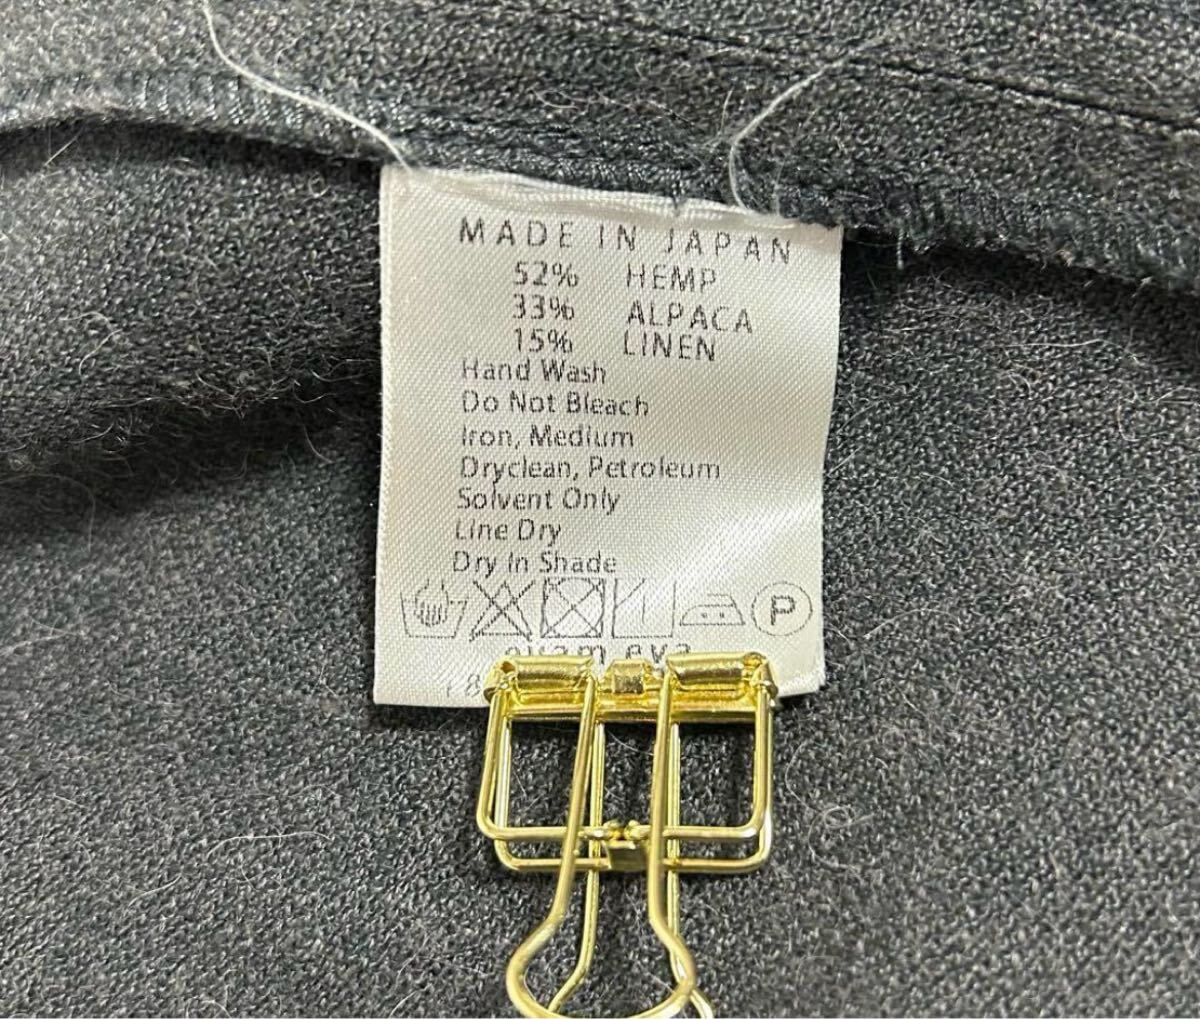 MADE IN JAPAN
52% HEMP
33% ALPACA
15% LINEN
Hand Wash
Do Not Bleach
Iron, Medium
Dryclean, Petroleum
Solvent Only
Line Dry
Dry In Shade
P